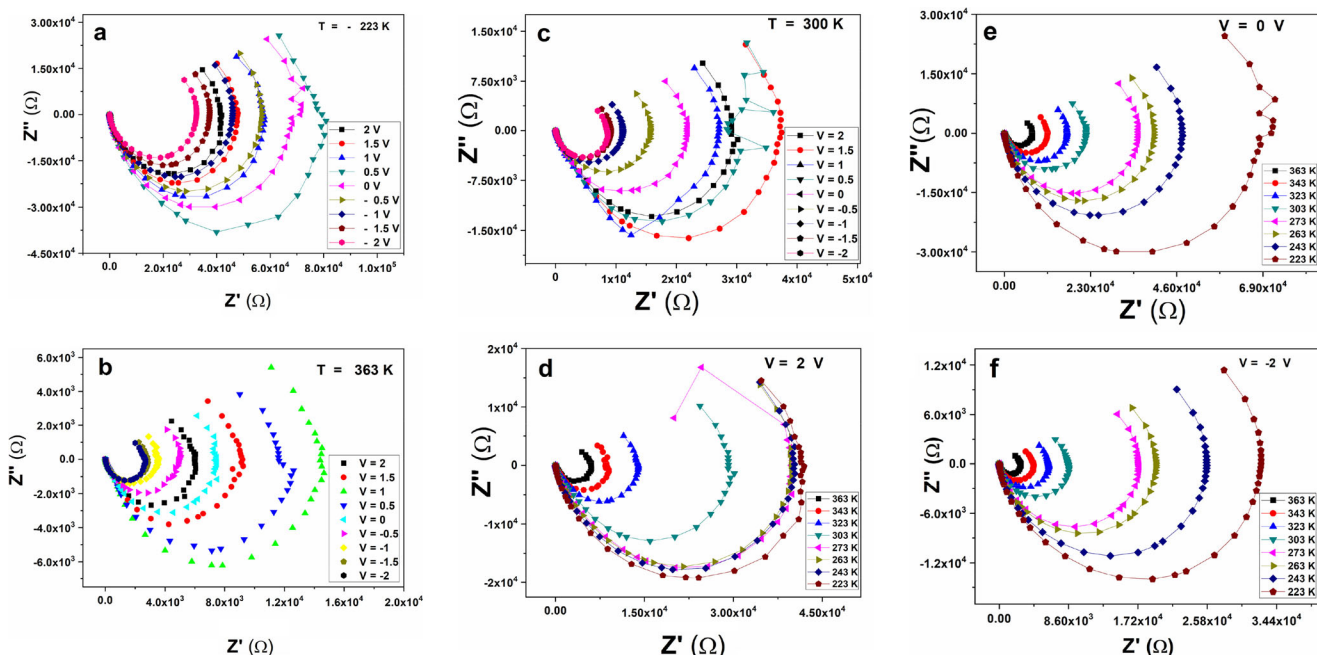 a
T = - 223 K
Z'' (Ω)
3.00x10⁴
1.50x10⁴
0.00
-1.50x10⁴
-3.00x10⁴
-4.50x10⁴
2 V
1.5 V
1 V
0.5 V
0 V
- 0.5 V
- 1 V
- 1.5 V
- 2 V
0.0 2.0x10⁴ 4.0x10⁴ 6.0x10⁴ 8.0x10⁴ 1.0x10⁵
Z' (Ω)
c
T = 300 K
Z'' (Ω)
1.50x10⁴
7.50x10³
0.00
-7.50x10³
-1.50x10⁴
V = 2
V = 1.5
V = 1
V = 0.5
V = 0
V = -0.5
V = -1
V = -1.5
V = -2
0 1x10⁴ 2x10⁴ 3x10⁴ 4x10⁴ 5x10⁴
Z' (Ω)
e
V = 0 V
Z'' (Ω)
3.00x10⁴
1.50x10⁴
0.00
-1.50x10⁴
-3.00x10⁴
363 K
343 K
323 K
303 K
273 K
263 K
243 K
223 K
0.00 2.30x10⁴ 4.60x10⁴ 6.90x10⁴
Z' (Ω)
b
T = 363 K
Z'' (Ω)
6.0x10³
4.0x10³
2.0x10³
0.0
-2.0x10³
-4.0x10³
-6.0x10³
V = 2
V = 1.5
V = 1
V = 0.5
V = 0
V = -0.5
V = -1
V = -1.5
V = -2
0.0 4.0x10³ 8.0x10³ 1.2x10⁴ 1.6x10⁴ 2.0x10⁴
Z' (Ω)
d
V = 2 V
Z'' (Ω)
2x10⁴
1x10⁴
0
-1x10⁴
-2x10⁴
363 K
343 K
323 K
303 K
273 K
263 K
243 K
223 K
0.00 1.50x10⁴ 3.00x10⁴ 4.50x10⁴
Z' (Ω)
f
V = -2 V
Z'' (Ω)
1.2x10⁴
6.0x10³
0.0
-6.0x10³
-1.2x10⁴
363 K
343 K
323 K
303 K
273 K
263 K
243 K
223 K
0.00 8.60x10³ 1.72x10⁴ 2.58x10⁴ 3.44x10⁴
Z' (Ω)